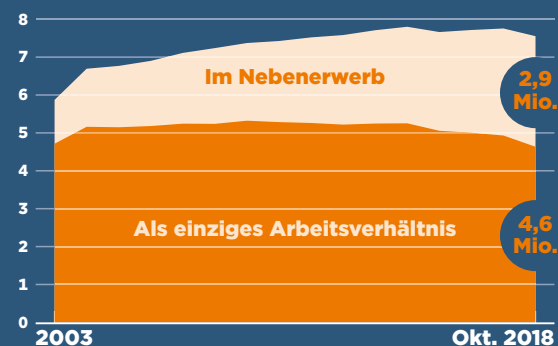 8
7
6
5
4
3
2
1
0
Im Nebenerwerb
2,9
Mio.
Als einziges Arbeitsverhältnis
4,6
Mio.
2003
Okt. 2018